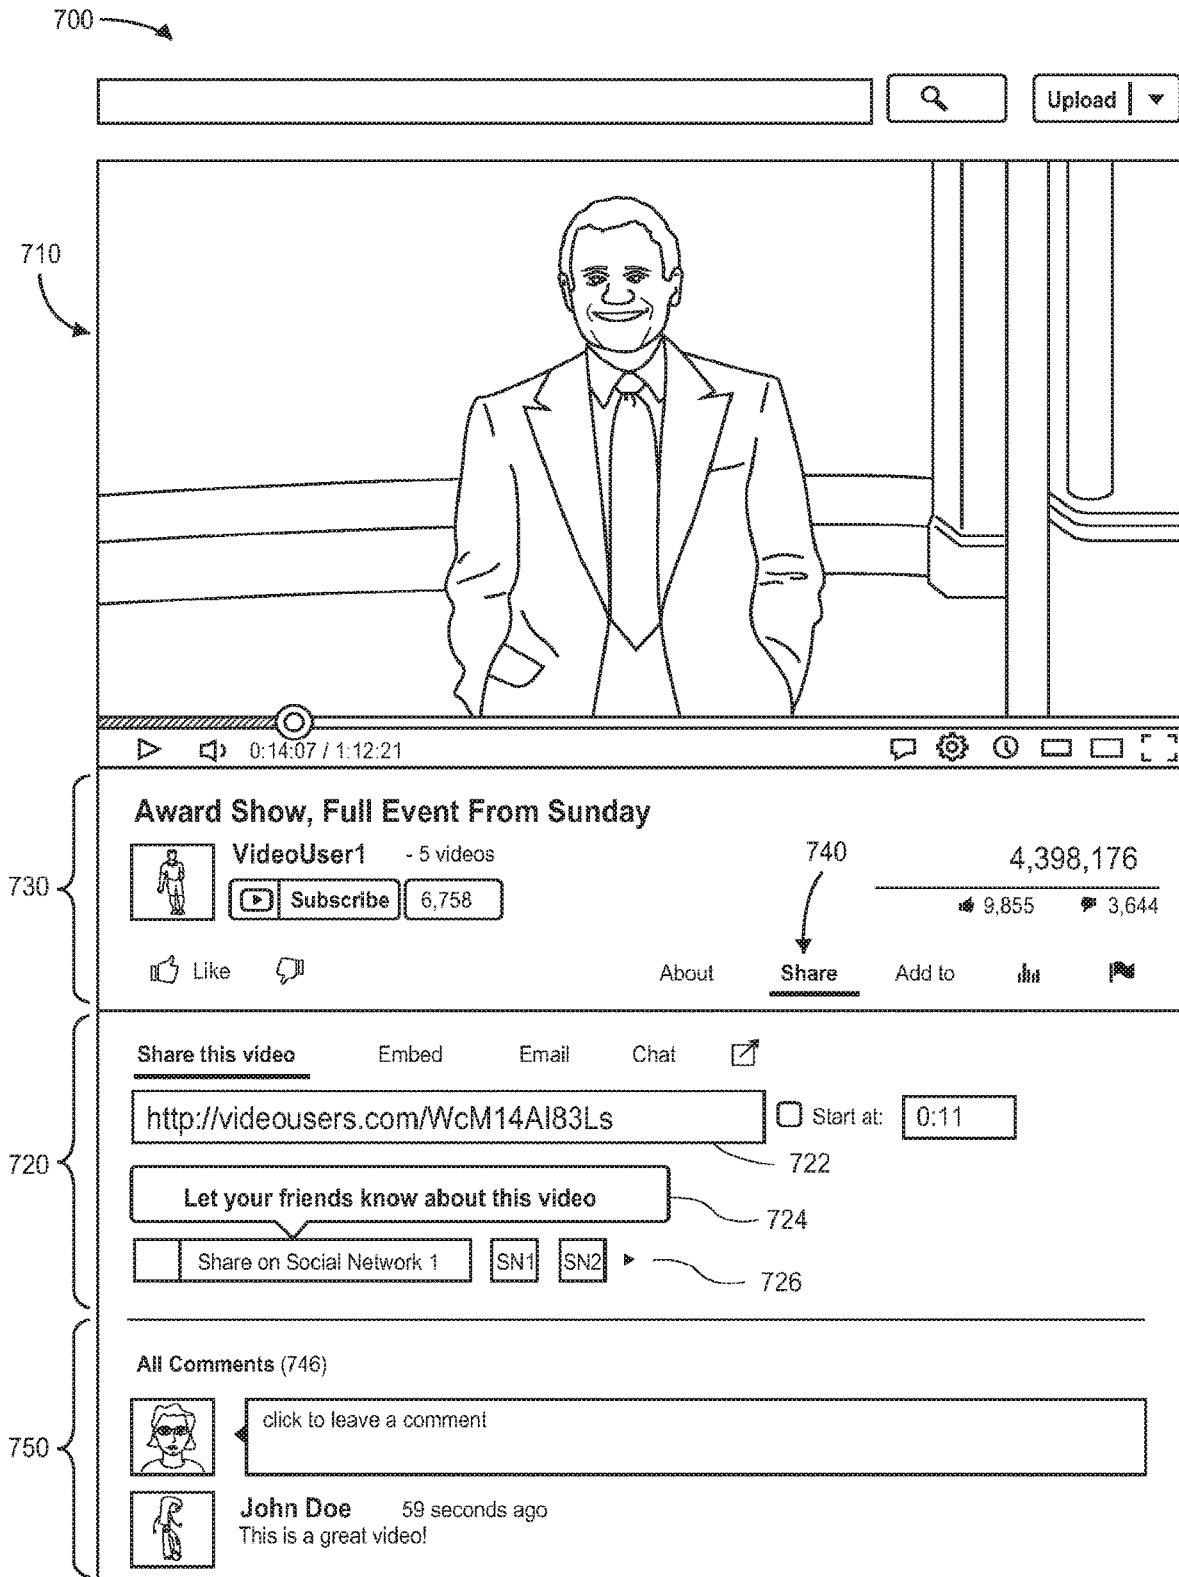 700
Upload
710
0:14:07 / 1:12:21
Award Show, Full Event From Sunday
VideoUser1 - 5 videos
740
4,398,176
730
Subscribe 6,758
9,855 3,644
Like
About Share Add to
Share this video Embed Email Chat
http://videousers.com/WcM14AI83Ls Start at: 0:11
720
722
Let your friends know about this video
724
Share on Social Network 1 SN1 SN2
726
All Comments (746)
click to leave a comment
750
John Doe 59 seconds ago
This is a great video!